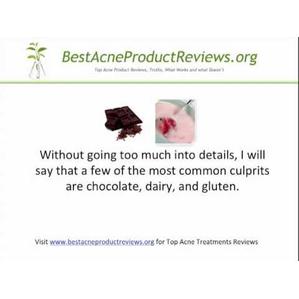 BestAcneProductReviews.org
Top Acne Product Reviews, Truths, What Works and what Doesn't
Without going too much into details, I will
say that a few of the most common culprits
are chocolate, dairy, and gluten.
Visit www.bestacneproductreviews.org for Top Acne Treatments Reviews